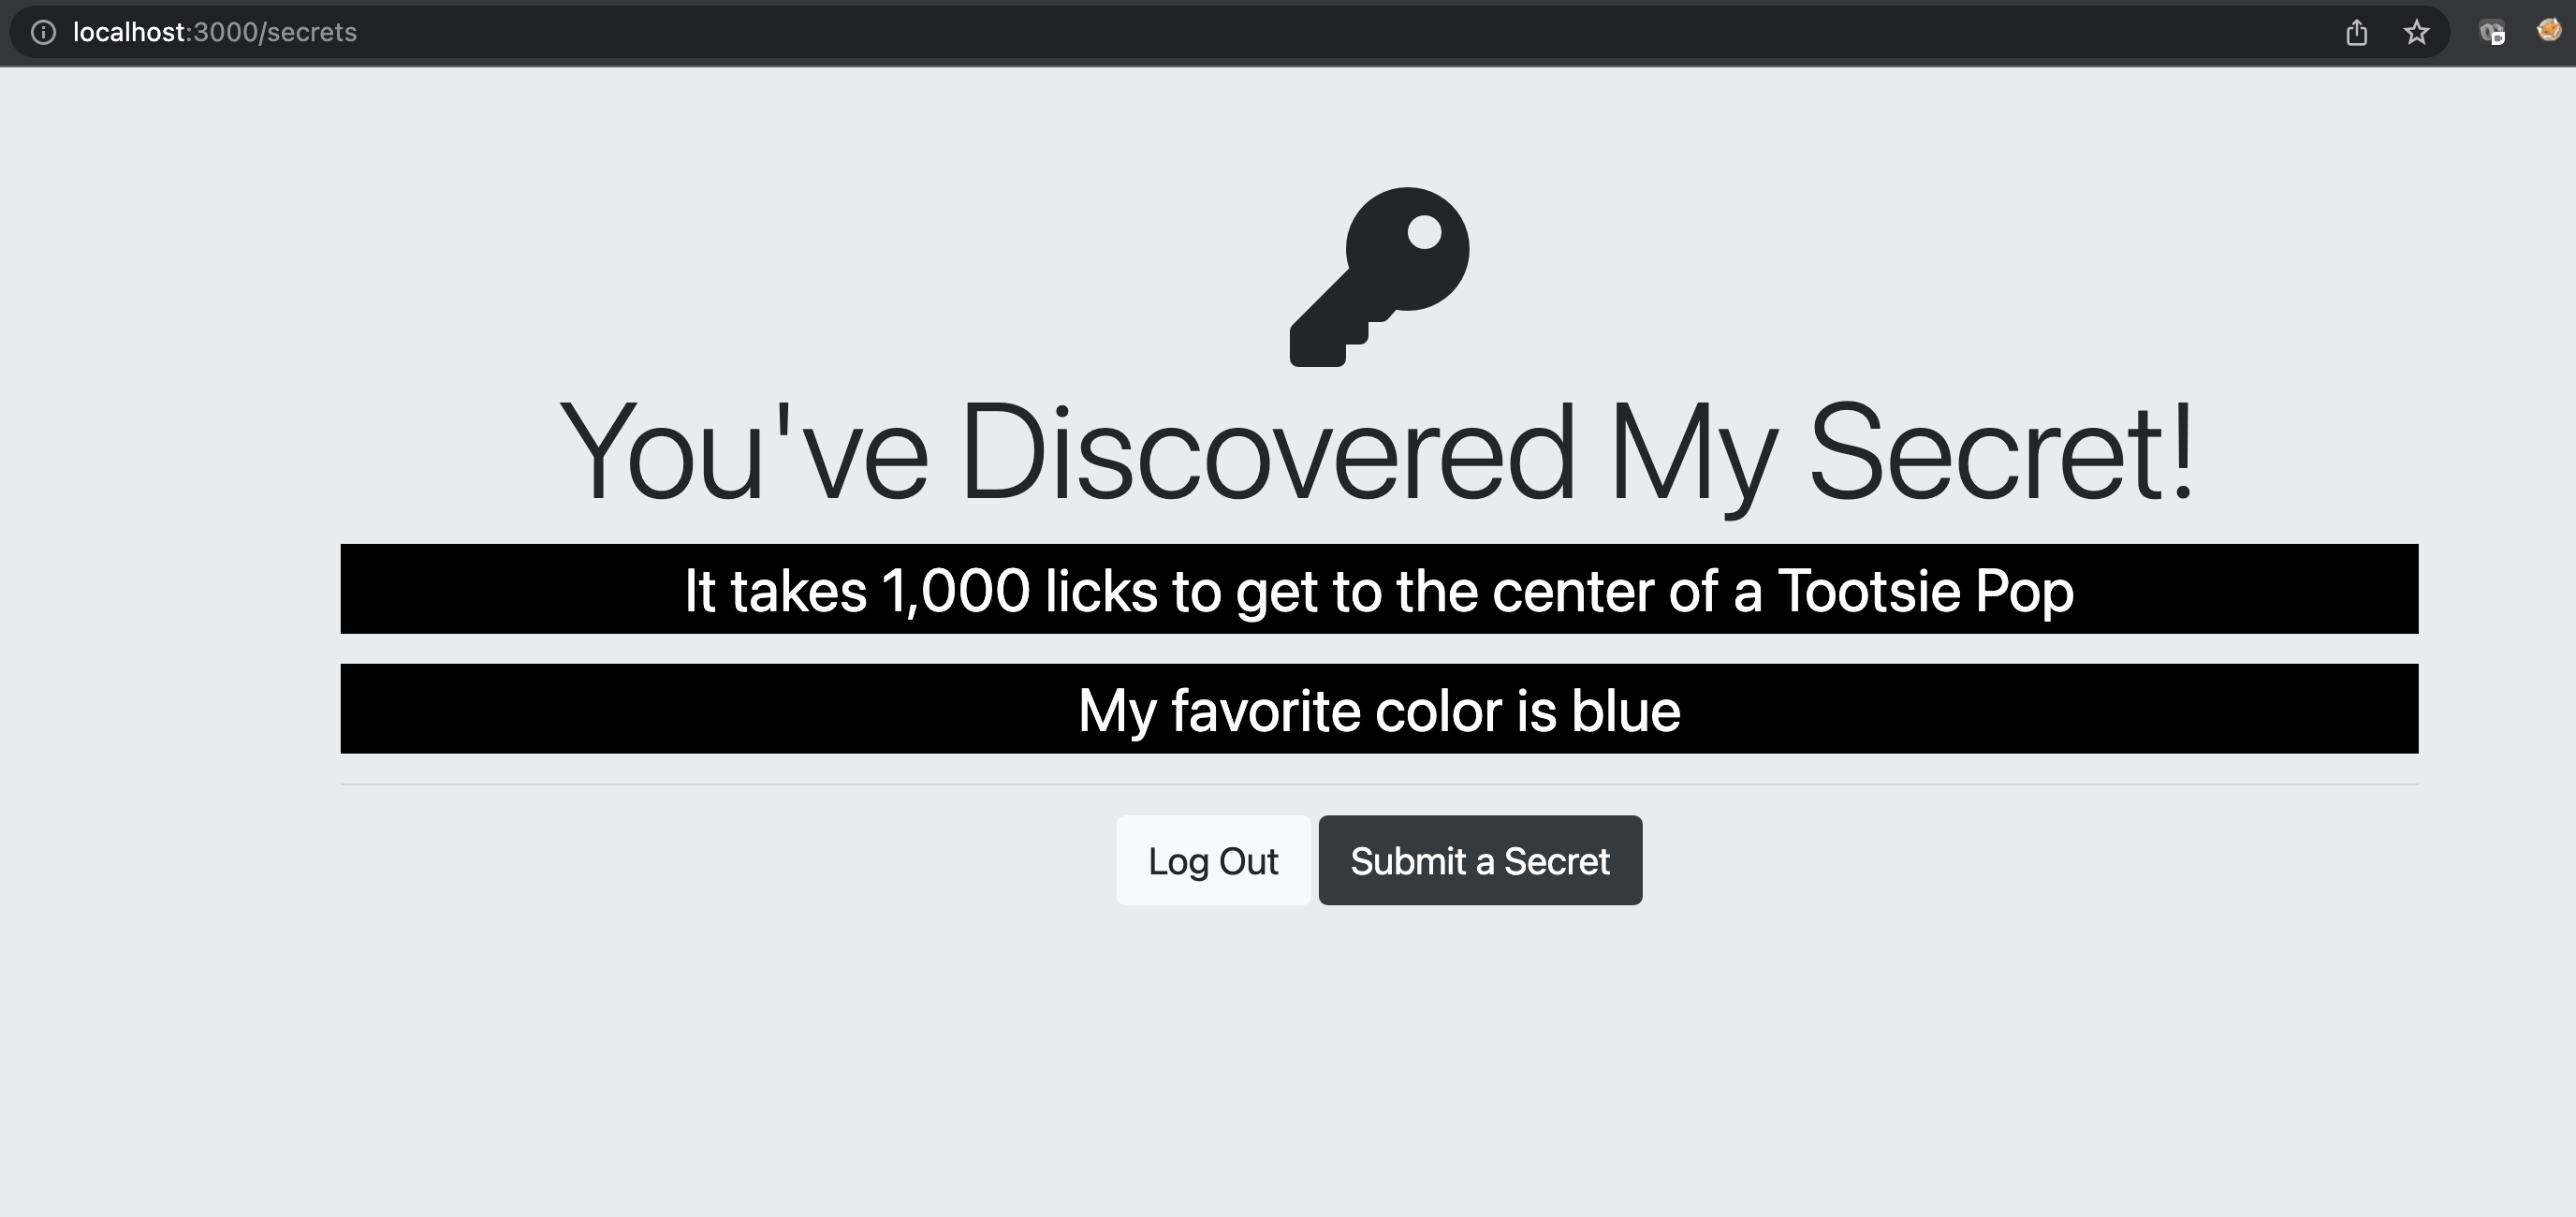 localhost:3000/secrets
You've Discovered My Secret!
It takes 1,000 licks to get to the center of a Tootsie Pop
My favorite color is blue
Log Out Submit a Secret